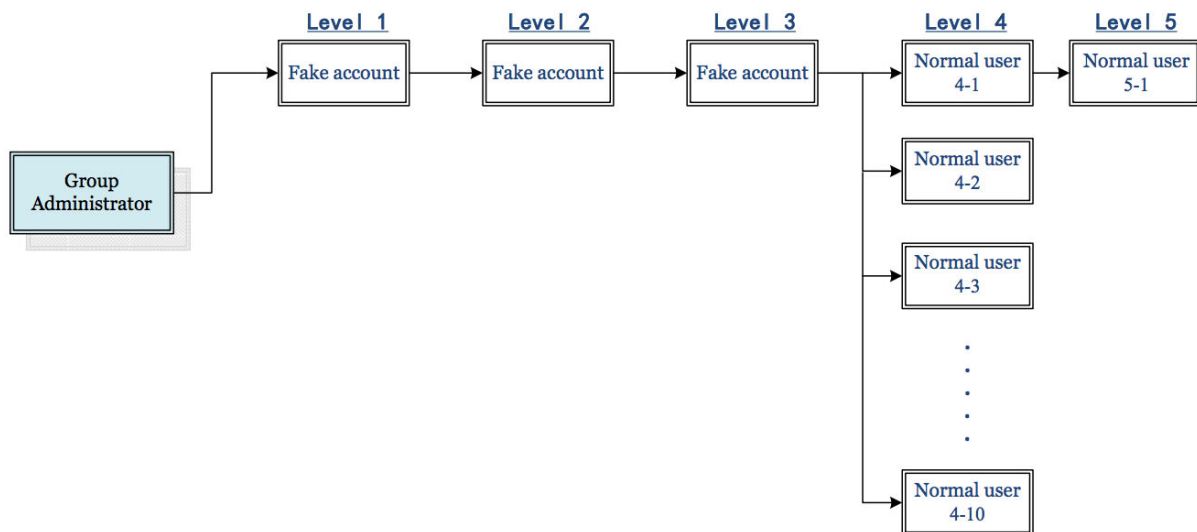 Level 1
Level 2
Level 3
Level 4
Level 5
Fake account
Fake account
Fake account
Normal user
4-1
Normal user
5-1
Group
Administrator
Normal user
4-2
Normal user
4-3
Normal user
4-10